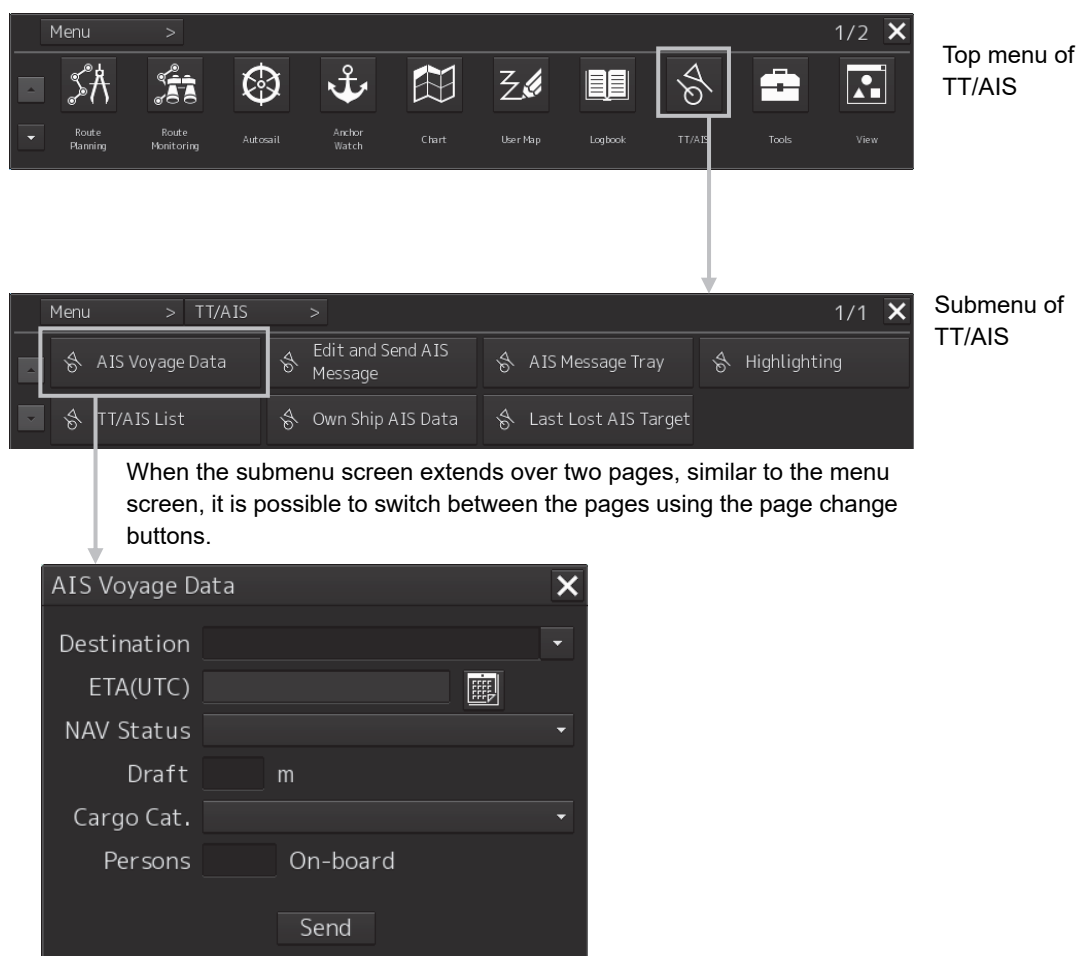 Menu >
1/2
Top menu of
TT/AIS
Route
Planning
Route
Monitoring
Autosail
Anchor
Watch
Chart
User Map
Logbook
TT/AIS
Tools
View
Menu > TT/AIS >
1/1
Submenu of
TT/AIS
AIS Voyage Data
Edit and Send AIS
Message
AIS Message Tray
Highlighting
TT/AIS List
Own Ship AIS Data
Last Lost AIS Target
When the submenu screen extends over two pages, similar to the menu
screen, it is possible to switch between the pages using the page change
buttons.
AIS Voyage Data
Destination
ETA(UTC)
NAV Status
Draft m
Cargo Cat.
Persons On-board
Send